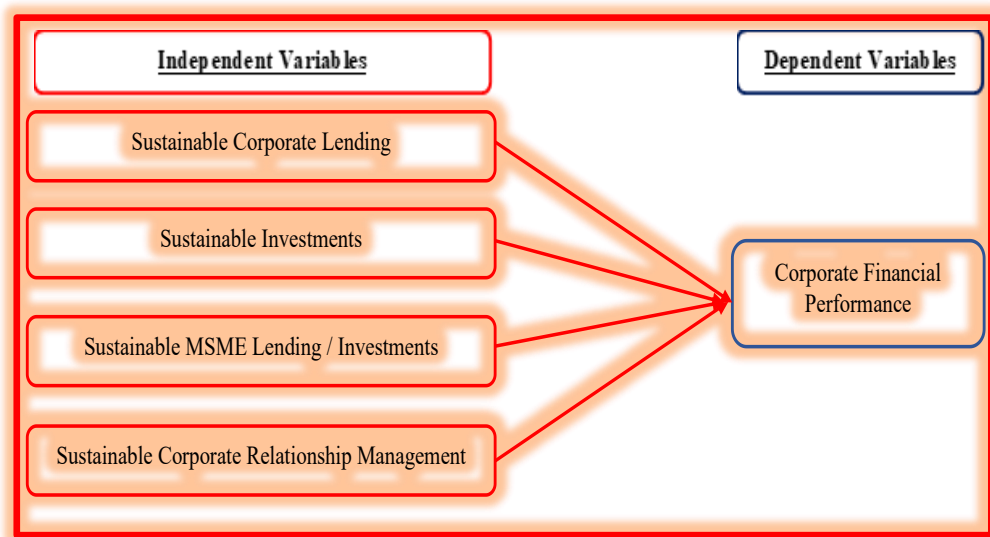 Independent Variables
Dependent Variables
Sustainable Corporate Lending
Sustainable Investments
Corporate Financial
Performance
Sustainable MSME Lending / Investments
Sustainable Corporate Relationship Management